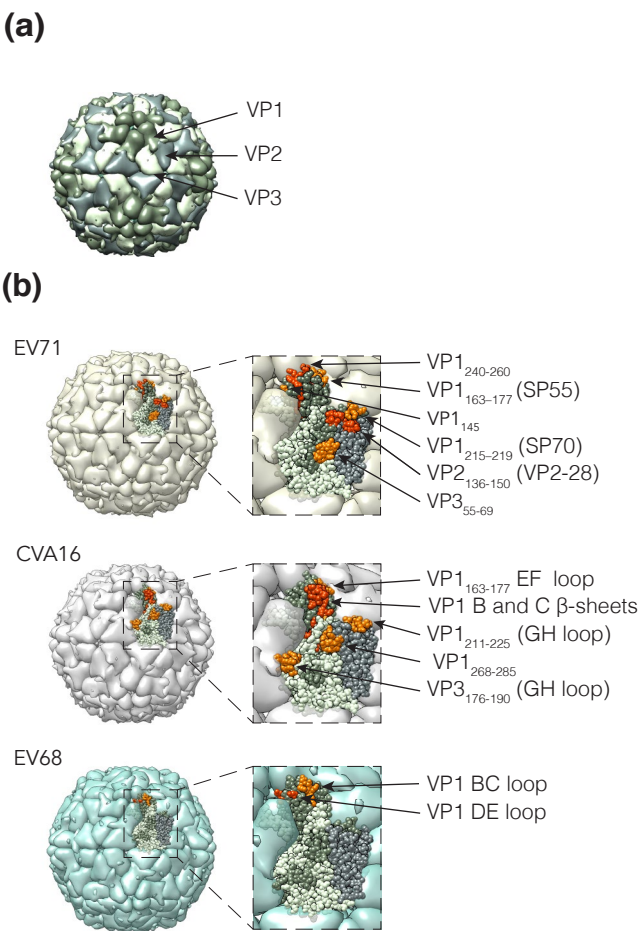 (a)
VP1
VP2
VP3
(b)
EV71
VP1240-260
VP1163–177 (SP55)
VP1145
VP1215–219 (SP70)
VP2136-150 (VP2-28)
VP355-69
CVA16
VP1163-177 EF loop
VP1 B and C β-sheets
VP1211-225 (GH loop)
VP1268-285
VP3176-190 (GH loop)
EV68
VP1 BC loop
VP1 DE loop